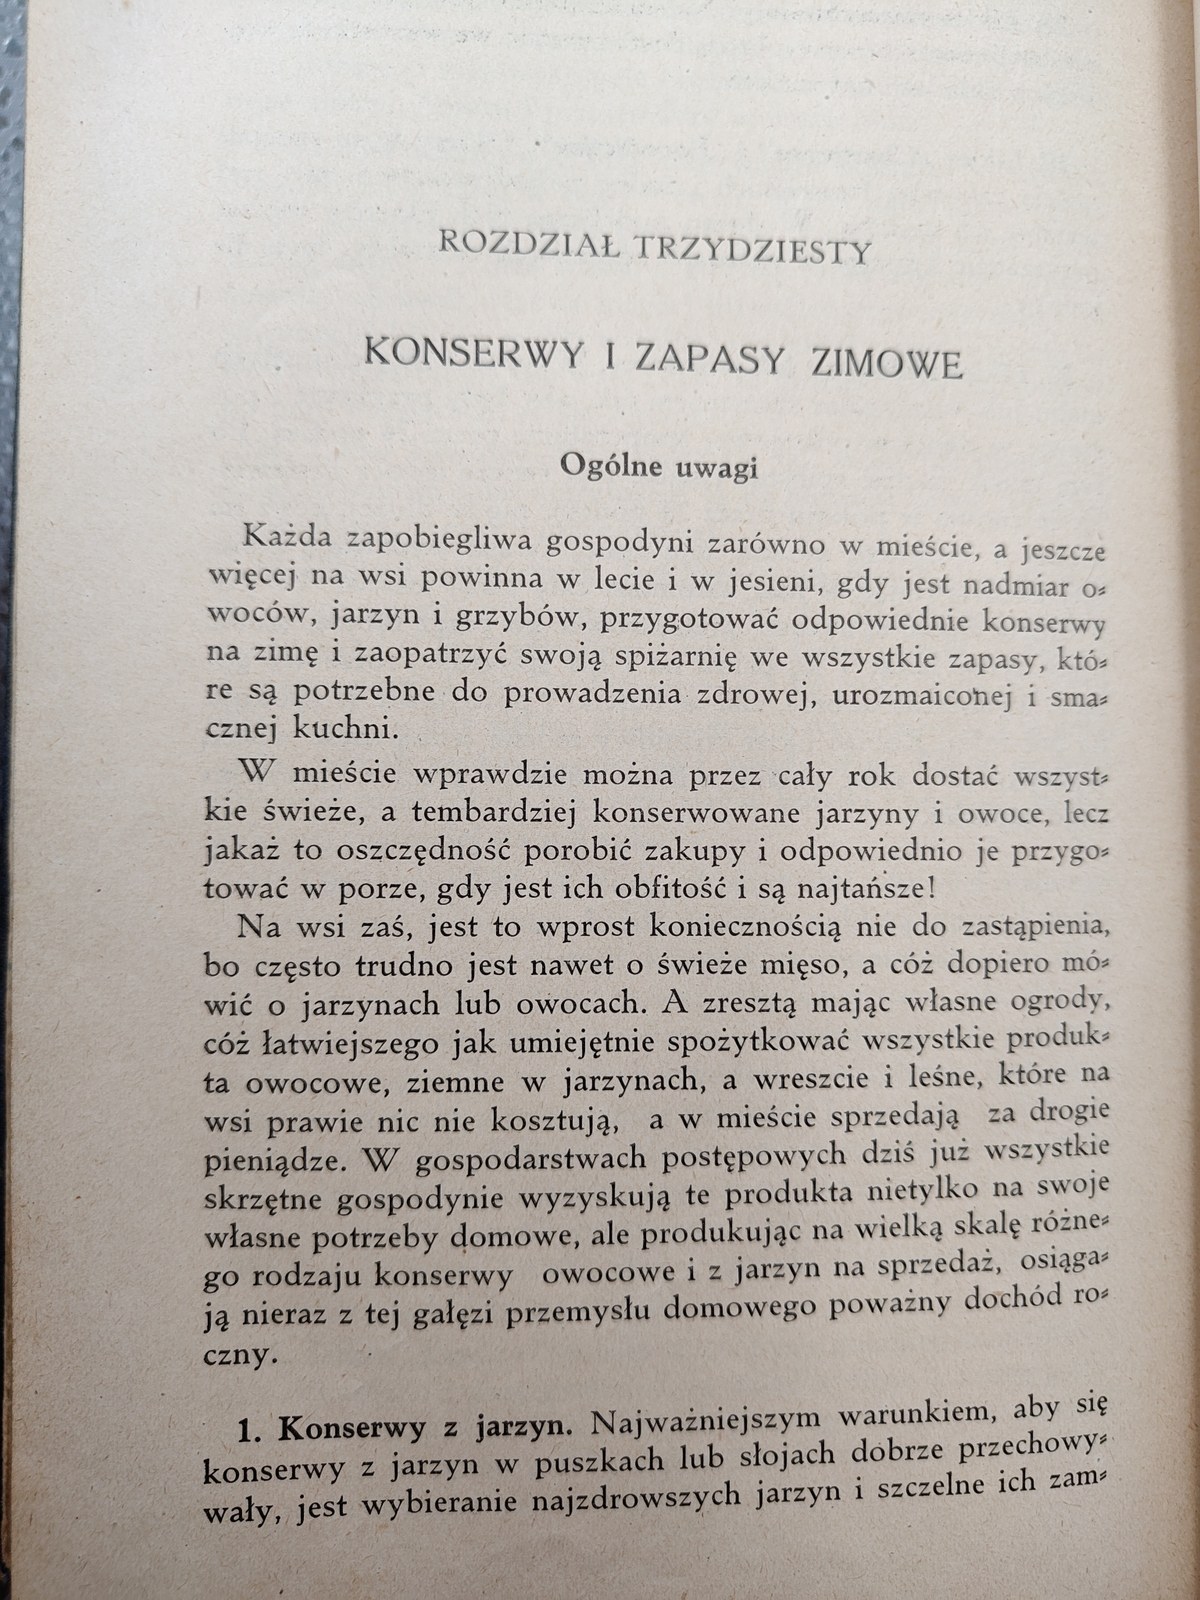 ROZDZIAŁ TRZYDZIESTY
KONSERWY I ZAPASY ZIMOWE
Ogólne uwagi
Każda zapobiegliwa gospodyni zarówno w mieście, a jeszcze
więcej na wsi powinna w lecie i w jesieni, gdy jest nadmiar o⸗
woców, jarzyn i grzybów, przygotować odpowiednie konserwy
na zimę i zaopatrzyć swoją spiżarnię we wszystkie zapasy, któ⸗
re są potrzebne do prowadzenia zdrowej, urozmaiconej i sma⸗
cznej kuchni.
W mieście wprawdzie można przez cały rok dostać wszyst⸗
kie świeże, a tembardziej konserwowane jarzyny i owoce, lecz
jakaż to oszczędność porobić zakupy i odpowiednio je przygo⸗
tować w porze, gdy jest ich obfitość i są najtańsze!
Na wsi zaś, jest to wprost koniecznością nie do zastąpienia,
bo często trudno jest nawet o świeże mięso, a cóż dopiero mó⸗
wić o jarzynach lub owocach. A zresztą mając własne ogrody,
cóż łatwiejszego jak umiejętnie spożytkować wszystkie produk⸗
ta owocowe, ziemne w jarzynach, a wreszcie i leśne, które na
wsi prawie nic nie kosztują, a w mieście sprzedają za drogie
pieniądze. W gospodarstwach postępowych dziś już wszystkie
skrzętne gospodynie wyzyskują te produkta nietylko na swoje
własne potrzeby domowe, ale produkując na wielką skalę różne⸗
go rodzaju konserwy owocowe i z jarzyn na sprzedaż, osiąga⸗
ją nieraz z tej gałęzi przemysłu domowego poważny dochód ro⸗
czny.
1. Konserwy z jarzyn. Najważniejszym warunkiem, aby się
konserwy z jarzyn w puszkach lub słojach dobrze przechowy⸗
wały, jest wybieranie najzdrowszych jarzyn i szczelne ich zam⸗